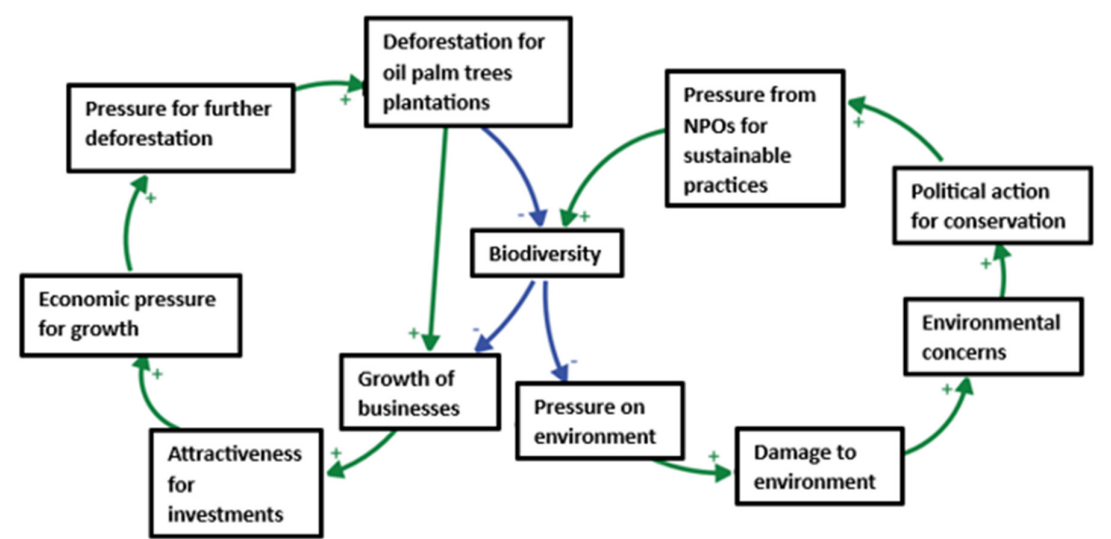 Deforestation for
oil palm trees
plantations
Pressure for further
deforestation
+
Pressure from
NPOs for
sustainable
practices
+
Political action
for conservation
+
-
+
Biodiversity
Economic pressure
for growth
+
Environmental
concerns
+
-
-
Growth of
businesses
+
Pressure on
environment
+
Attractiveness
for
investments
+
+
Damage to
environment
+